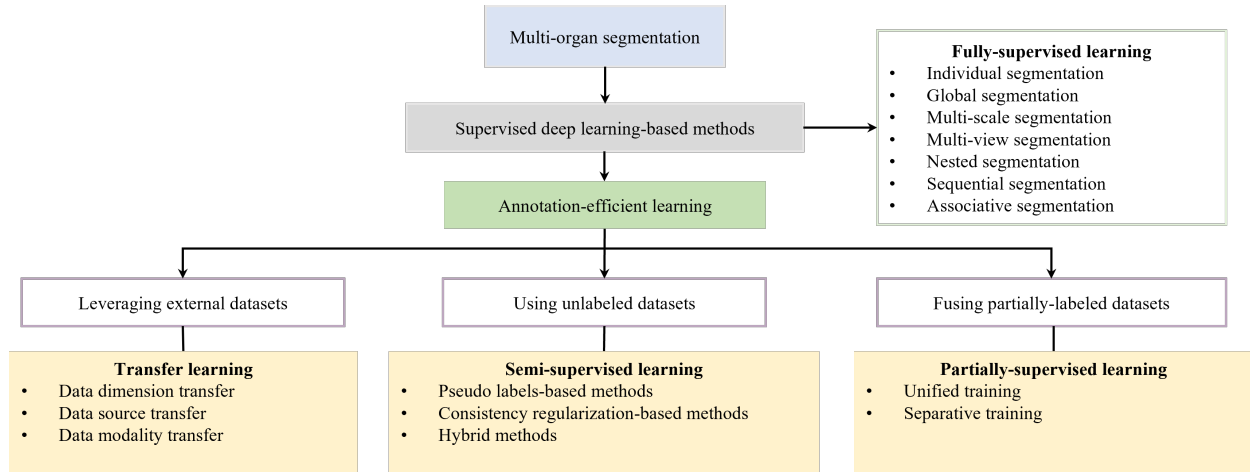 Multi-organ segmentation
Supervised deep learning-based methods
Fully-supervised learning
• Individual segmentation
• Global segmentation
• Multi-scale segmentation
• Multi-view segmentation
• Nested segmentation
• Sequential segmentation
• Associative segmentation
Annotation-efficient learning
Leveraging external datasets
Using unlabeled datasets
Fusing partially-labeled datasets
Transfer learning
• Data dimension transfer
• Data source transfer
• Data modality transfer
Semi-supervised learning
• Pseudo labels-based methods
• Consistency regularization-based methods
• Hybrid methods
Partially-supervised learning
• Unified training
• Separative training